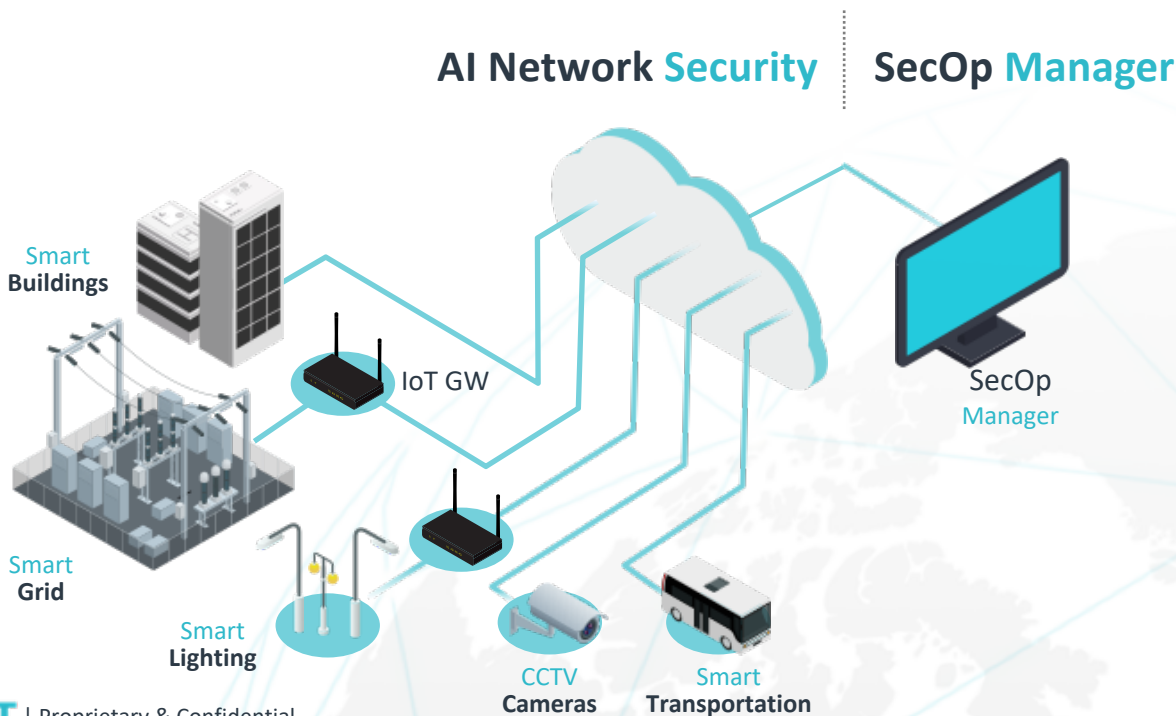 AI Network Security
SecOp Manager
Smart
Buildings
IoT GW
SecOp
Manager
Smart
Grid
Smart
Lighting
CCTV
Cameras
Smart
Transportation
| Proprietary & Confidential